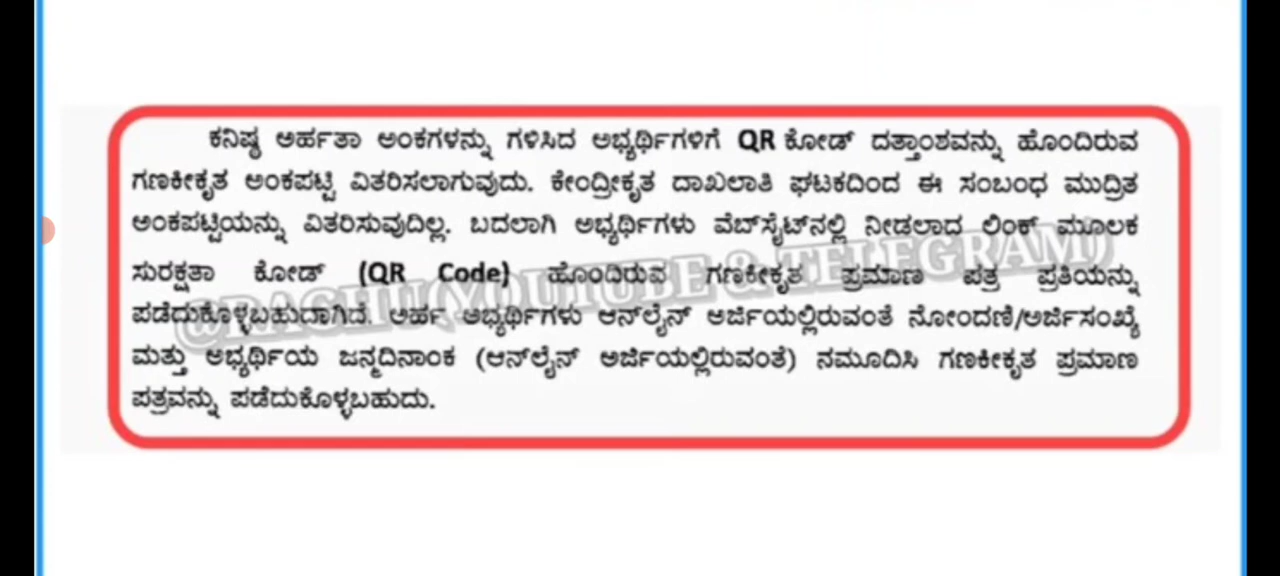 ಕನಿಷ್ಠ ಅರ್ಹತಾ ಅಂಕಗಳನ್ನು ಗಳಿಸಿದ ಅಭ್ಯರ್ಥಿಗಳಿಗೆ QR ಕೋಡ್ ದತ್ತಾಂಶವನ್ನು ಹೊಂದಿರುವ
ಗಣಕೀಕೃತ ಅಂಕಪಟ್ಟಿ ವಿತರಿಸಲಾಗುವುದು. ಕೇಂದ್ರೀಕೃತ ದಾಖಲಾತಿ ಘಟಕದಿಂದ ಈ ಸಂಬಂಧ ಮುದ್ರಿತ
ಅಂಕಪಟ್ಟಿಯನ್ನು ವಿತರಿಸುವುದಿಲ್ಲ. ಬದಲಾಗಿ ಅಭ್ಯರ್ಥಿಗಳು ವೆಬ್‌ಸೈಟ್‌ನಲ್ಲಿ ನೀಡಲಾದ ಲಿಂಕ್ ಮೂಲಕ
ಸುರಕ್ಷತಾ ಕೋಡ್ (QR Code) ಹೊಂದಿರುವ ಗಣಕೀಕೃತ ಪ್ರಮಾಣ ಪತ್ರ ಪ್ರತಿಯನ್ನು
ಪಡೆದುಕೊಳ್ಳಬಹುದಾಗಿದೆ. ಅರ್ಹ ಅಭ್ಯರ್ಥಿಗಳು ಆನ್‌ಲೈನ್ ಅರ್ಜಿಯಲ್ಲಿರುವಂತೆ ನೋಂದಣಿ/ಅರ್ಜಿಸಂಖ್ಯೆ
ಮತ್ತು ಅಭ್ಯರ್ಥಿಯ ಜನ್ಮದಿನಾಂಕ (ಆನ್‌ಲೈನ್ ಅರ್ಜಿಯಲ್ಲಿರುವಂತೆ) ನಮೂದಿಸಿ ಗಣಕೀಕೃತ ಪ್ರಮಾಣ
ಪತ್ರವನ್ನು ಪಡೆದುಕೊಳ್ಳಬಹುದು.
@RAGHU(YOUTUBE & TELEGRAM)